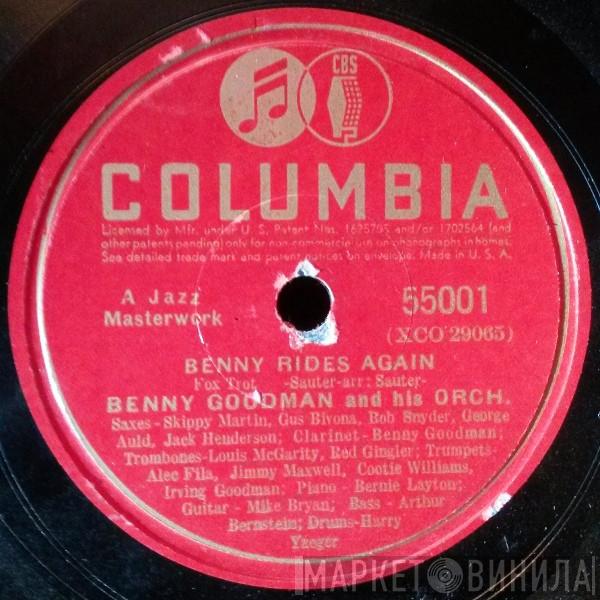 CBS
COLUMBIA
Licensed by Mfr. under U. S. Patent Nos. 1625705 and/or 1702564 (and
other patents pending) only for non-commercial use on phonographs in homes.
See detailed trade mark and patent notices on envelope. Made in U. S. A.
A Jazz
Masterwork
55001
(XCO 29065)
BENNY RIDES AGAIN
Fox Trot -Sauter-arr: Sauter-
BENNY GOODMAN and his ORCH.
Saxes-Skippy Martin, Gus Bivona, Bob Snyder, George
Auld, Jack Henderson; Clarinet-Benny Goodman;
Trombones-Louis McGarity, Red Gingler; Trumpets-
Alec Fila, Jimmy Maxwell, Cootie Williams,
Irving Goodman; Piano - Bernie Layton;
Guitar - Mike Bryan; Bass - Arthur
Bernstein; Drums-Harry
Yaeger
МАРКЕТ ВИНИЛА